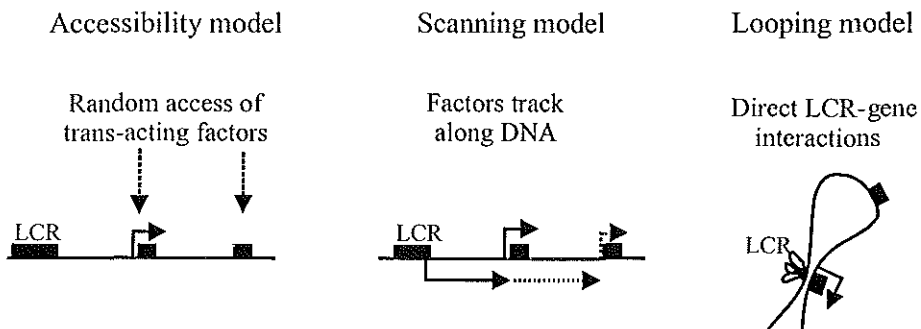 Accessibility model
Scanning model
Looping model
Random access of
trans-acting factors
Factors track
along DNA
Direct LCR-gene
interactions
LCR
LCR
LCR